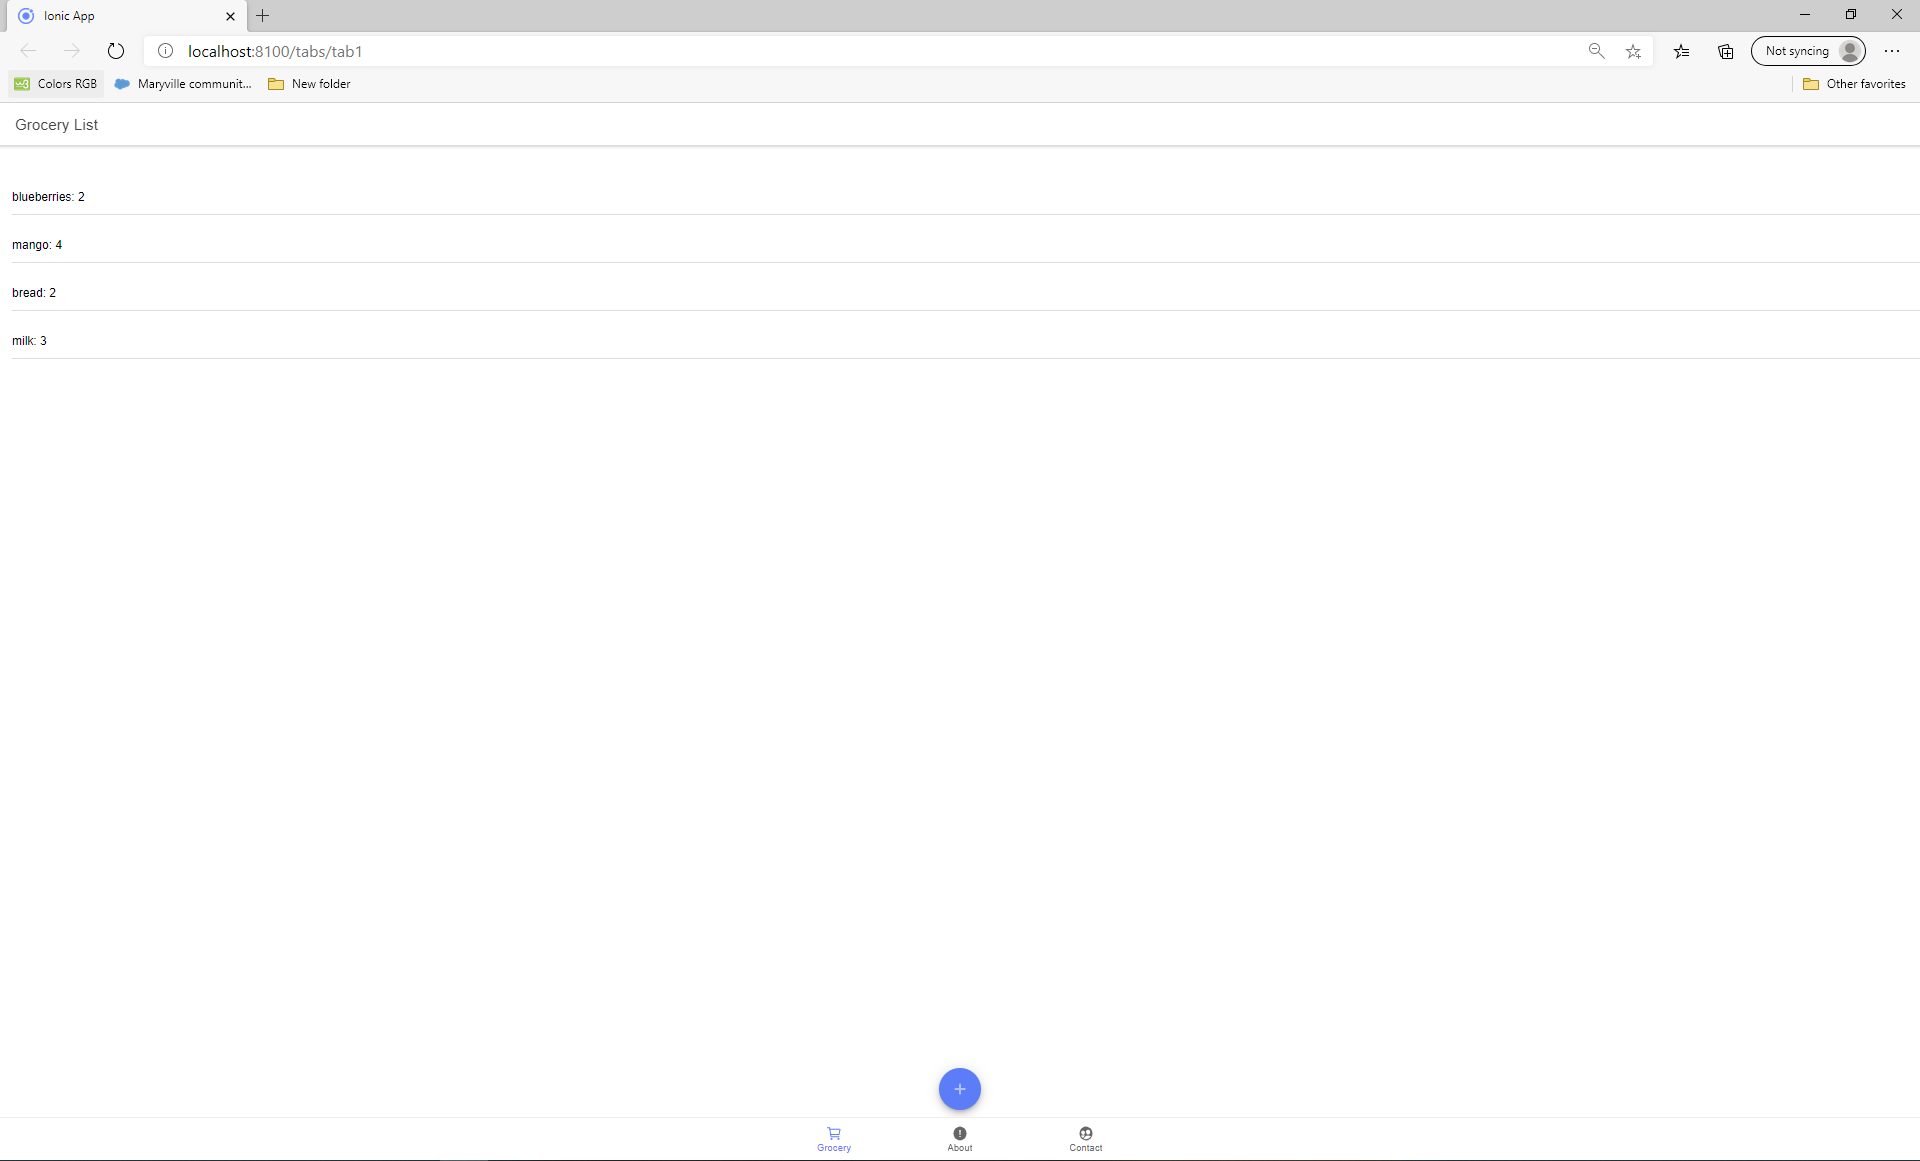 Ionic App
localhost:8100/tabs/tab1
Not syncing
Colors RGB
Maryville communit...
New folder
Other favorites
Grocery List
blueberries: 2
mango: 4
bread: 2
milk: 3
Grocery
About
Contact